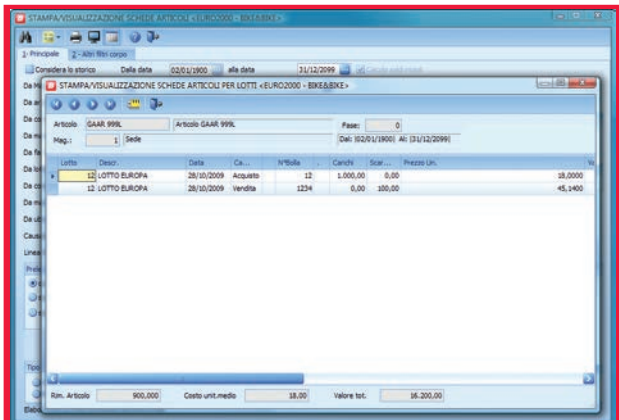 STAMPA/VISUALIZZAZIONE SCHEDE ARTICOLI «EURO2000 - BIKE&BIKE»
1- Principale 2 - Altri filtri corpo
Considera lo storico Dalla data 02/01/1900 alla data 31/12/2099
STAMPA/VISUALIZZAZIONE SCHEDE ARTICOLI PER LOTTI «EURO2000 - BIKE&BIKE»
Articolo GAAR 999L Articolo GAAR 999L Fase: 0
Mag.: 1 Sede Dal: (02/01/1900) Al: (31/12/2099)
Lotto Descr. Data Ca... N°Bolla . Carichi Scar... Prezzo Un.
12 LOTTO EUROPA 28/10/2009 Acquisto 12 1.000,00 0,00 18,0000
12 LOTTO EUROPA 28/10/2009 Vendita 1234 0,00 100,00 45,1400
Rim. Articolo 900,000 Costo unit.medio 18,00 Valore tot. 16.200,00
Causa
Linea
Tipo